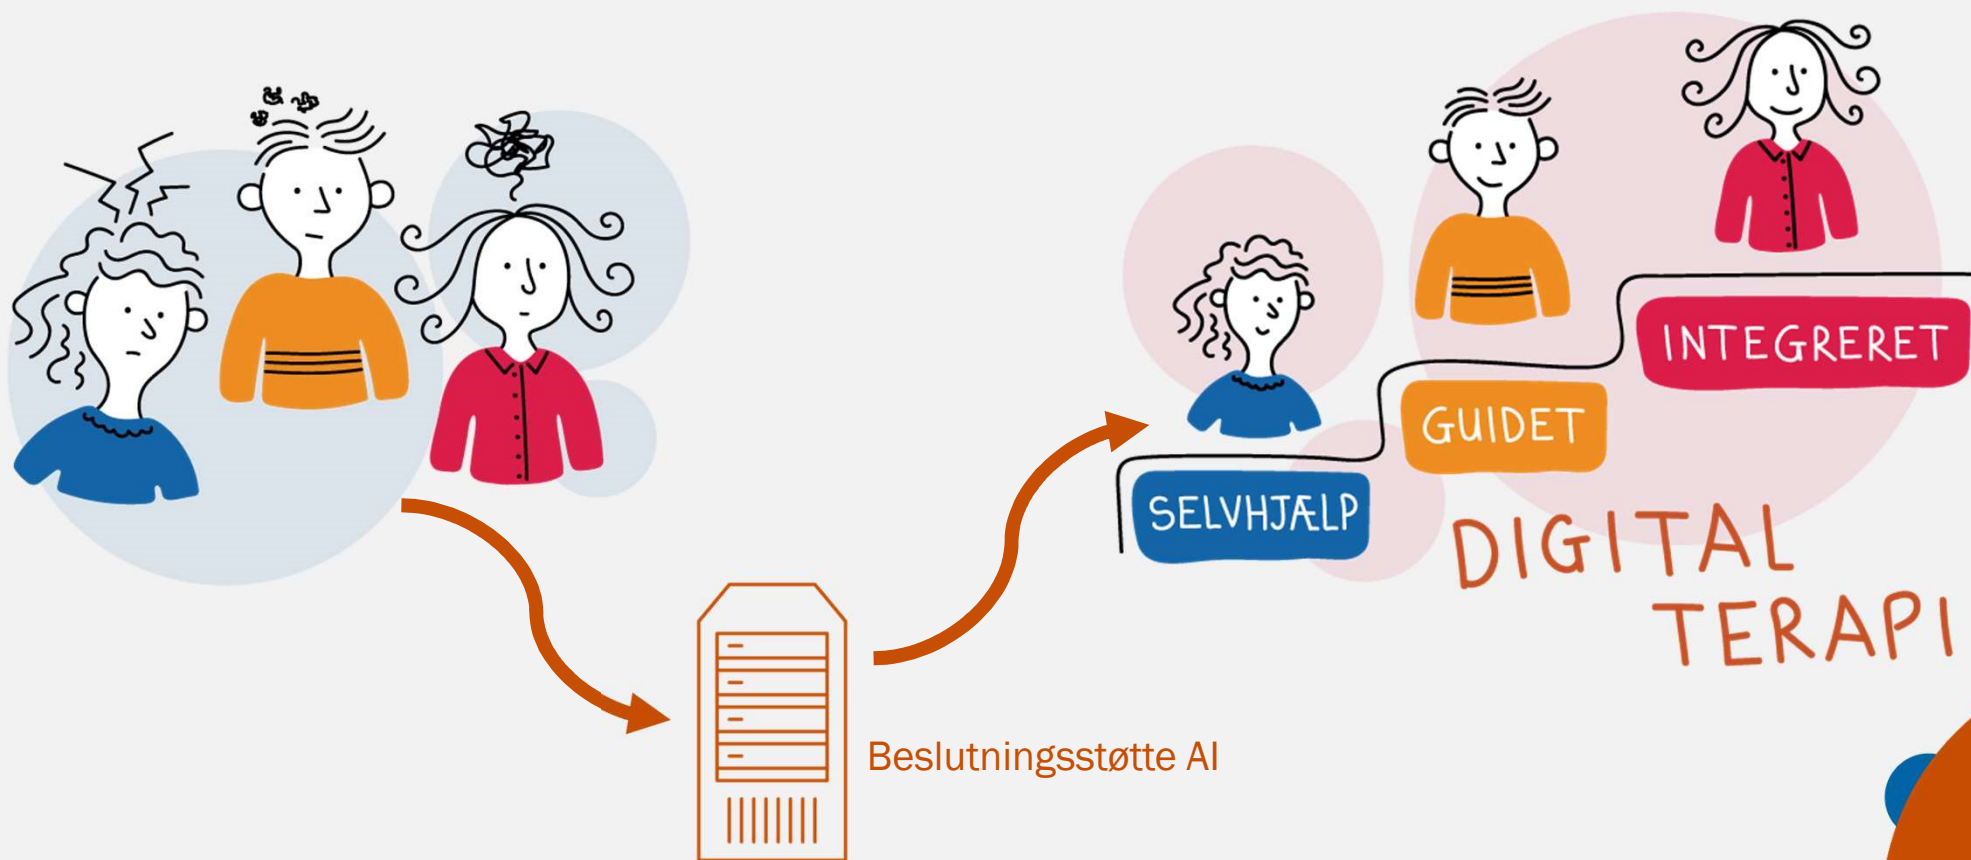 INTEGRERET
GUIDET
SELVHJÆLP
DIGITAL
TERAPI
Beslutningsstøtte AI